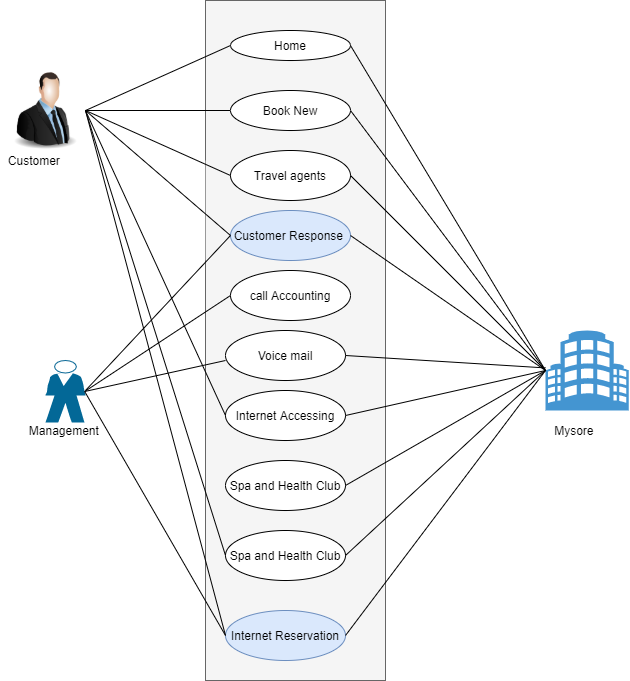 Home
Book New
Customer
Travel agents
Customer Response
call Accounting
Voice mail
Internet Accessing
Management
Mysore
Spa and Health Club
Spa and Health Club
Internet Reservation